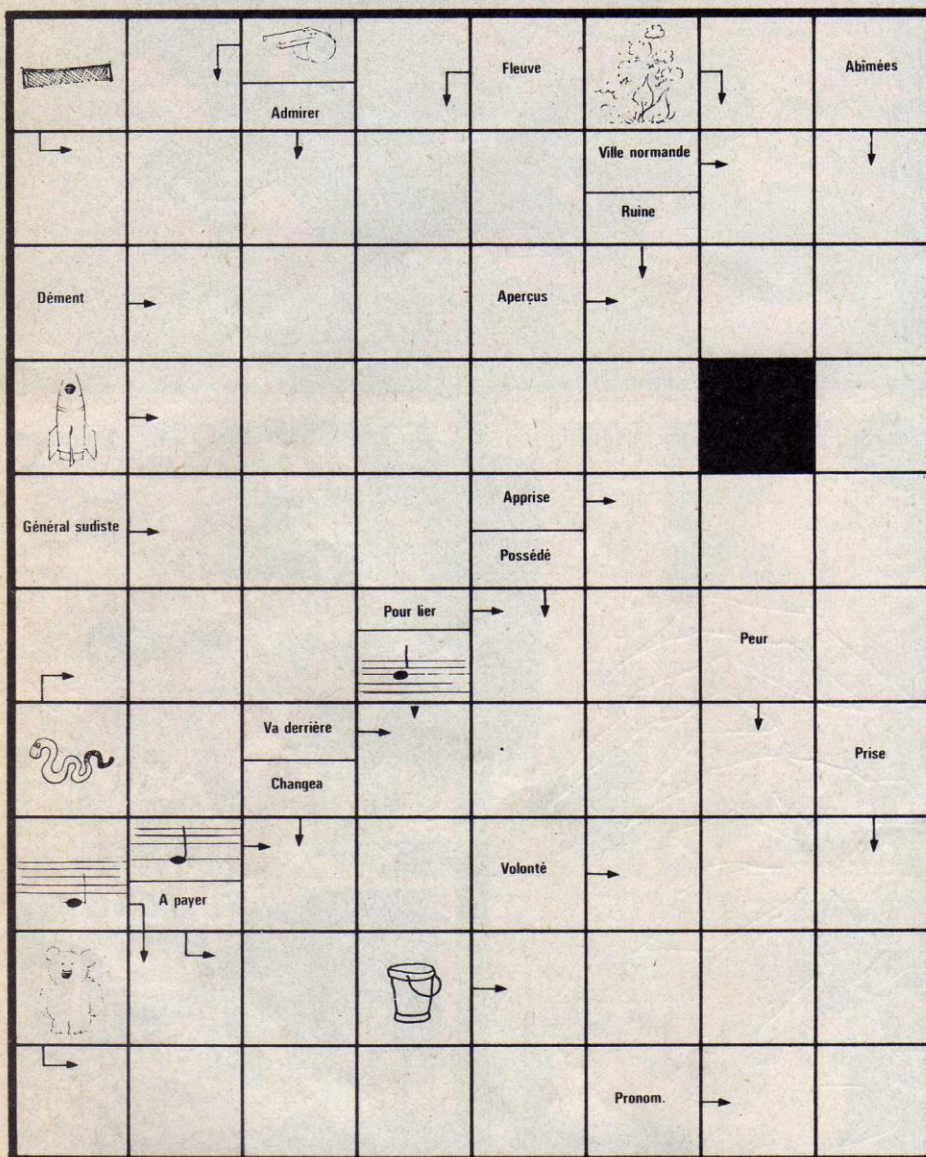 Fleuve
Abîmées
Admirer
Ville normande
Ruine
Dément
Aperçus
Général sudiste
Apprise
Possédé
Pour lier
Peur
Va derrière
Prise
Changea
Volonté
A payer
Pronom.